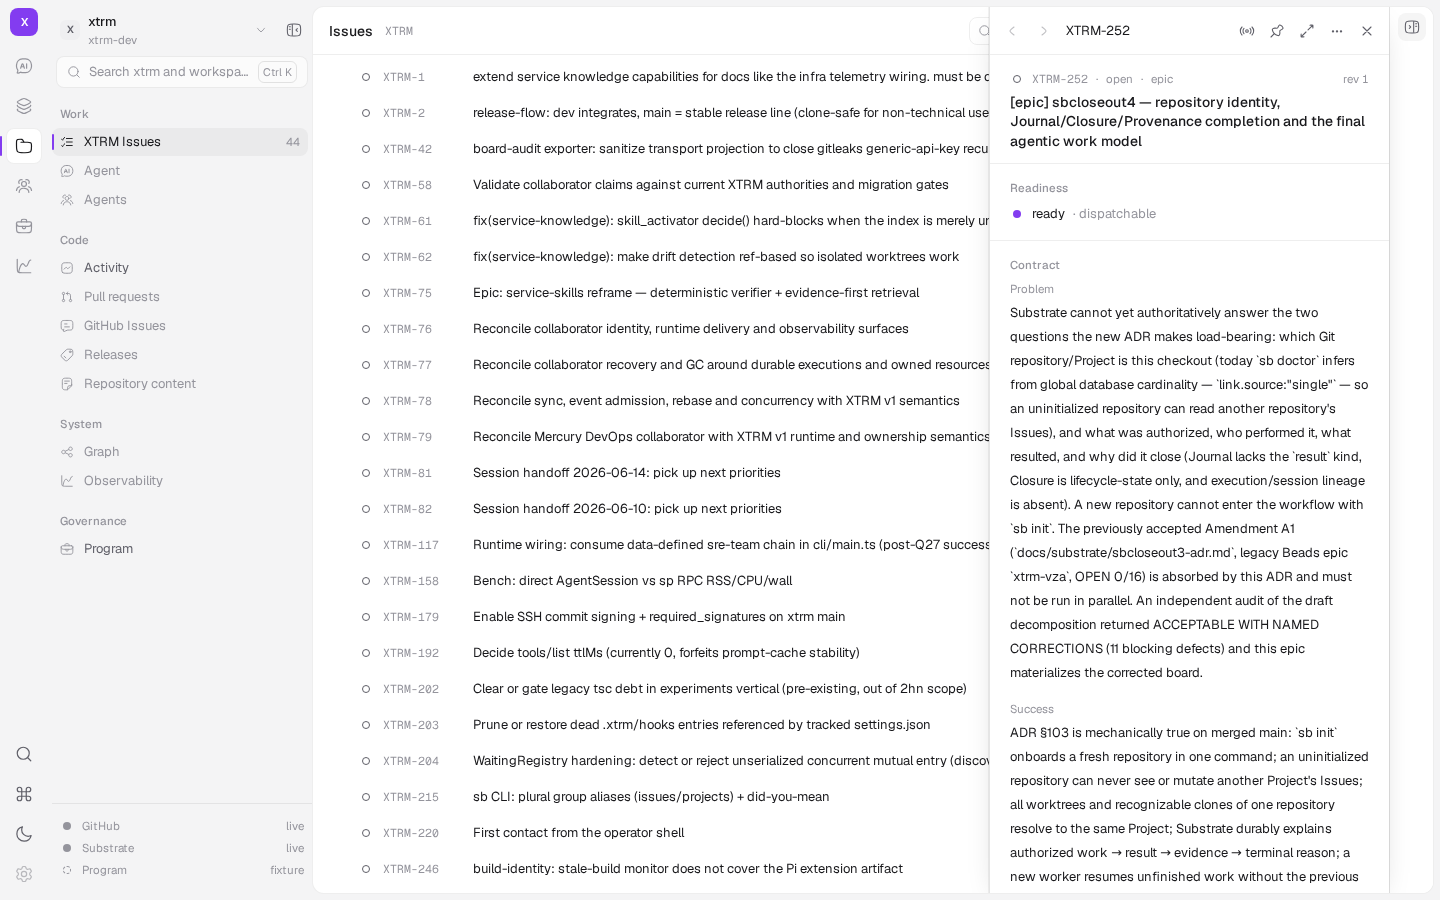 X
X
xtrm
xtrm-dev
Search xtrm and workspa...
Ctrl K
Work
XTRM Issues
44
Agent
Agents
Code
Activity
Pull requests
GitHub Issues
Releases
Repository content
System
Graph
Observability
Governance
Program
GitHub
live
Substrate
live
Program
fixture
Issues XTRM
XTRM-1 extend service knowledge capabilities for docs like the infra telemetry wiring. must be
XTRM-2 release-flow: dev integrates, main = stable release line (clone-safe for non-technical use
XTRM-42 board-audit exporter: sanitize transport projection to close gitleaks generic-api-key recu
XTRM-58 Validate collaborator claims against current XTRM authorities and migration gates
XTRM-61 fix(service-knowledge): skill_activator decide() hard-blocks when the index is merely
XTRM-62 fix(service-knowledge): make drift detection ref-based so isolated worktrees work
XTRM-75 Epic: service-skills reframe — deterministic verifier + evidence-first retrieval
XTRM-76 Reconcile collaborator identity, runtime delivery and observability surfaces
XTRM-77 Reconcile collaborator recovery and GC around durable executions and owned resources
XTRM-78 Reconcile sync, event admission, rebase and concurrency with XTRM v1 semantics
XTRM-79 Reconcile Mercury DevOps collaborator with XTRM v1 runtime and ownership semantics
XTRM-81 Session handoff 2026-06-14: pick up next priorities
XTRM-82 Session handoff 2026-06-10: pick up next priorities
XTRM-117 Runtime wiring: consume data-defined sre-team chain in cli/main.ts (post-Q27 success
XTRM-158 Bench: direct AgentSession vs sp RPC RSS/CPU/wall
XTRM-179 Enable SSH commit signing + required_signatures on xtrm main
XTRM-192 Decide tools/list ttlMs (currently 0, forfeits prompt-cache stability)
XTRM-202 Clear or gate legacy tsc debt in experiments vertical (pre-existing, out of 2hn scope)
XTRM-203 Prune or restore dead .xtrm/hooks entries referenced by tracked settings.json
XTRM-204 WaitingRegistry hardening: detect or reject unserialized concurrent mutual entry (disco
XTRM-215 sb CLI: plural group aliases (issues/projects) + did-you-mean
XTRM-220 First contact from the operator shell
XTRM-246 build-identity: stale-build monitor does not cover the Pi extension artifact
XTRM-252
XTRM-252 · open · epic
rev 1
[epic] sbcloseout4 — repository identity,
Journal/Closure/Provenance completion and the final
agentic work model
Readiness
ready · dispatchable
Contract
Problem
Substrate cannot yet authoritatively answer the two
questions the new ADR makes load-bearing: which Git
repository/Project is this checkout (today `sb doctor` infers
from global database cardinality — `link.source:"single"` — so
an uninitialized repository can read another repository's
Issues), and what was authorized, who performed it, what
resulted, and why did it close (Journal lacks the `result` kind,
Closure is lifecycle-state only, and execution/session lineage
is absent). A new repository cannot enter the workflow with
`sb init`. The previously accepted Amendment A1
(`docs/substrate/sbcloseout3-adr.md`, legacy Beads epic
`xtrm-vza`, OPEN 0/16) is absorbed by this ADR and must
not be run in parallel. An independent audit of the draft
decomposition returned ACCEPTABLE WITH NAMED
CORRECTIONS (11 blocking defects) and this epic
materializes the corrected board.
Success
ADR §103 is mechanically true on merged main: `sb init`
onboards a fresh repository in one command; an uninitialized
repository can never see or mutate another Project's Issues;
all worktrees and recognizable clones of one repository
resolve to the same Project; Substrate durably explains
authorized work → result → evidence → terminal reason; a
new worker resumes unfinished work without the previous